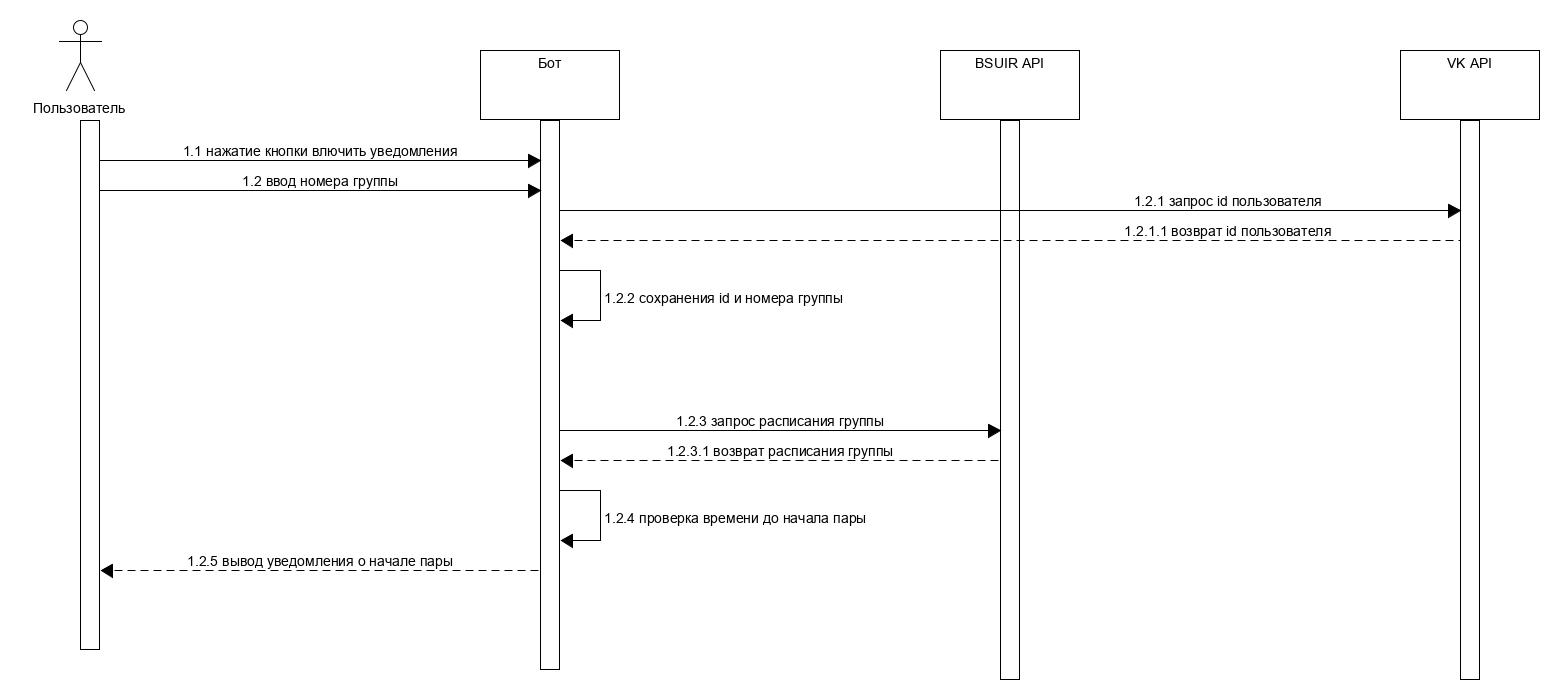 Пользователь
Бот
BSUIR API
VK API
1.1 нажатие кнопки влючить уведомления
1.2 ввод номера группы
1.2.1 запрос id пользователя
1.2.1.1 возврат id пользователя
1.2.2 сохранения id и номера группы
1.2.3 запрос расписания группы
1.2.3.1 возврат расписания группы
1.2.4 проверка времени до начала пары
1.2.5 вывод уведомления о начале пары